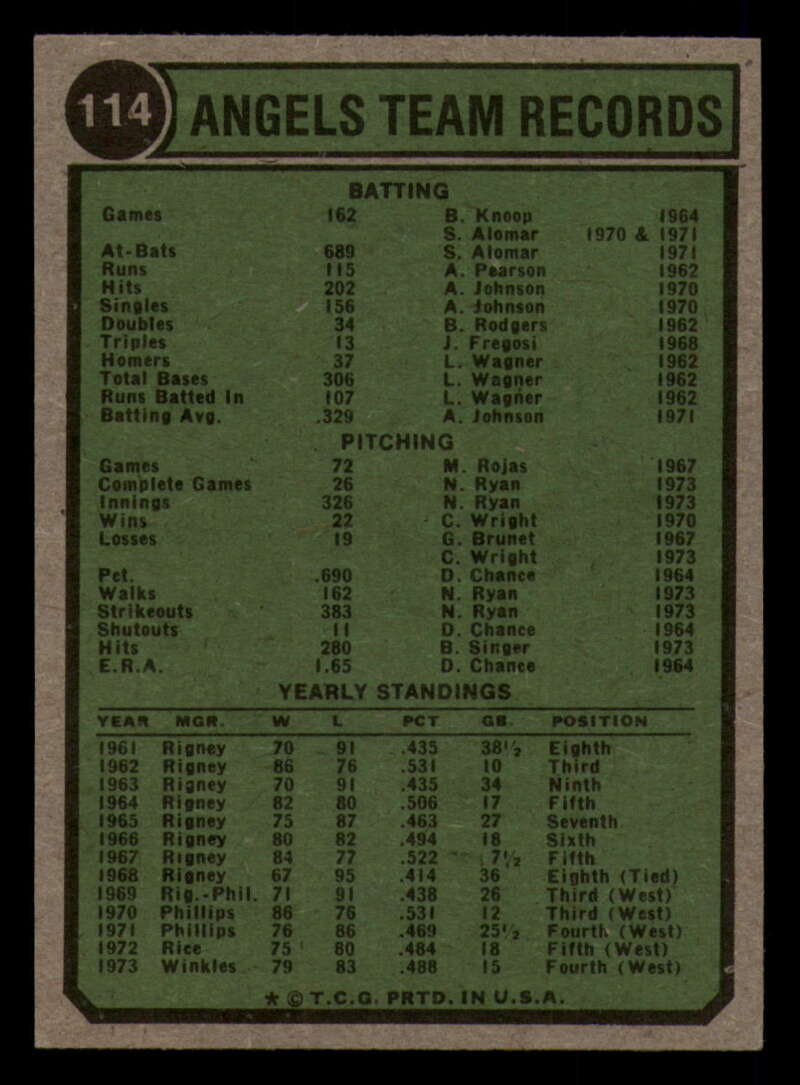 114 ANGELS TEAM RECORDS
BATTING
Games 162 B. Knoop 1964
S. Alomar 1970 & 1971
At-Bats 689 S. Alomar 1971
Runs 115 A. Pearson 1962
Hits 202 A. Johnson 1970
Singles 156 A. Johnson 1970
Doubles 34 B. Rodgers 1962
Triples 13 J. Fregosi 1968
Homers 37 L. Wagner 1962
Total Bases 306 L. Wagner 1962
Runs Batted In 107 L. Wagner 1962
Batting Avg. .329 A. Johnson 1971
PITCHING
Games 72 M. Rojas 1967
Complete Games 26 N. Ryan 1973
Innings 326 N. Ryan 1973
Wins 22 C. Wright 1970
Losses 19 G. Brunet 1967
C. Wright 1973
Pct. .690 D. Chance 1964
Walks 162 N. Ryan 1973
Strikeouts 383 N. Ryan 1973
Shutouts 11 D. Chance 1964
Hits 280 B. Singer 1973
E.R.A. 1.65 D. Chance 1964
YEARLY STANDINGS
YEAR MGR. W L PCT GB. POSITION
1961 Rigney 70 91 .435 38½ Eighth
1962 Rigney 86 76 .531 10 Third
1963 Rigney 70 91 .435 34 Ninth
1964 Rigney 82 80 .506 17 Fifth
1965 Rigney 75 87 .463 27 Seventh
1966 Rigney 80 82 .494 18 Sixth
1967 Rigney 84 77 .522 7½ Fifth
1968 Rigney 67 95 .414 36 Eighth (Tied)
1969 Rig.-Phil. 71 91 .438 26 Third (West)
1970 Phillips 86 76 .531 12 Third (West)
1971 Phillips 76 86 .469 25½ Fourth (West)
1972 Rice 75 80 .484 18 Fifth (West)
1973 Winkles 79 83 .488 15 Fourth (West)
★ © T.C.G. PRTD. IN U.S.A.